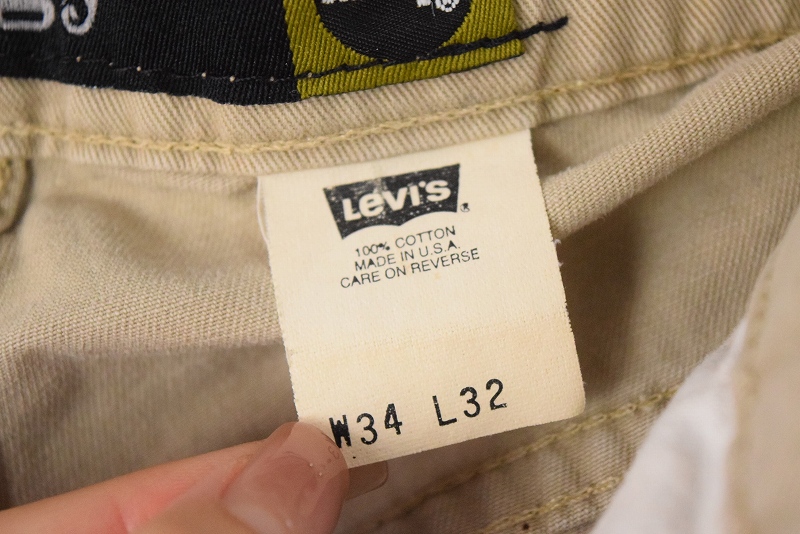 Levi's
100% COTTON
MADE IN U.S.A.
CARE ON REVERSE
W34 L32